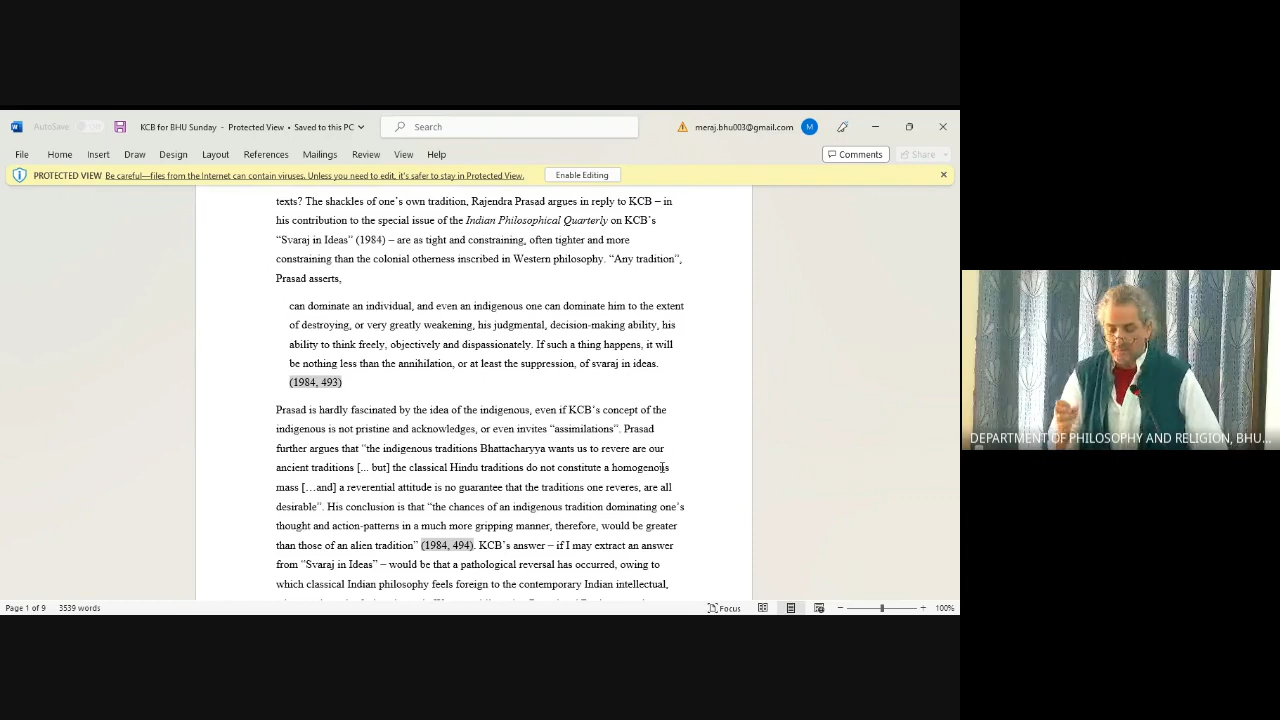 AutoSave
KCB for BHU Sunday - Protected View • Saved to this PC
Search
meraj.bhu003@gmail.com
M
File Home Insert Draw Design Layout References Mailings Review View Help
Comments
Share
PROTECTED VIEW Be careful—files from the Internet can contain viruses. Unless you need to edit, it's safer to stay in Protected View.
Enable Editing
texts? The shackles of one's own tradition, Rajendra Prasad argues in reply to KCB – in
his contribution to the special issue of the Indian Philosophical Quarterly on KCB's
“Svaraj in Ideas” (1984) – are as tight and constraining, often tighter and more
constraining than the colonial otherness inscribed in Western philosophy. “Any tradition”,
Prasad asserts,
can dominate an individual, and even an indigenous one can dominate him to the extent
of destroying, or very greatly weakening, his judgmental, decision-making ability, his
ability to think freely, objectively and dispassionately. If such a thing happens, it will
be nothing less than the annihilation, or at least the suppression, of svaraj in ideas.
(1984, 493)
Prasad is hardly fascinated by the idea of the indigenous, even if KCB's concept of the
indigenous is not pristine and acknowledges, or even invites “assimilations”. Prasad
further argues that “the indigenous traditions Bhattacharyya wants us to revere are our
ancient traditions [... but] the classical Hindu traditions do not constitute a homogenous
mass […and] a reverential attitude is no guarantee that the traditions one reveres, are all
desirable”. His conclusion is that “the chances of an indigenous tradition dominating one's
thought and action-patterns in a much more gripping manner, therefore, would be greater
than those of an alien tradition” (1984, 494). KCB's answer – if I may extract an answer
from “Svaraj in Ideas” – would be that a pathological reversal has occurred, owing to
which classical Indian philosophy feels foreign to the contemporary Indian intellectual,
Page 1 of 9 3539 words
Focus
100%
DEPARTMENT OF PHILOSOPHY AND RELIGION, BHU...